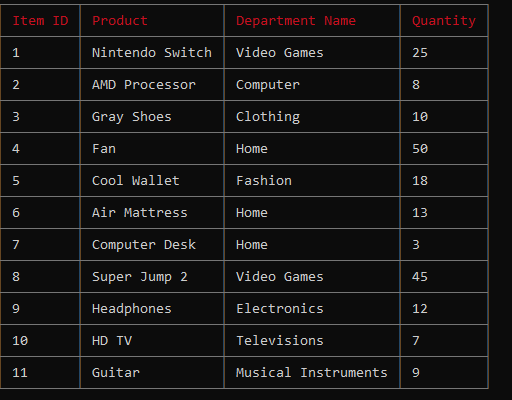 Item ID Product Department Name Quantity
1 Nintendo Switch Video Games 25
2 AMD Processor Computer 8
3 Gray Shoes Clothing 10
4 Fan Home 50
5 Cool Wallet Fashion 18
6 Air Mattress Home 13
7 Computer Desk Home 3
8 Super Jump 2 Video Games 45
9 Headphones Electronics 12
10 HD TV Televisions 7
11 Guitar Musical Instruments 9